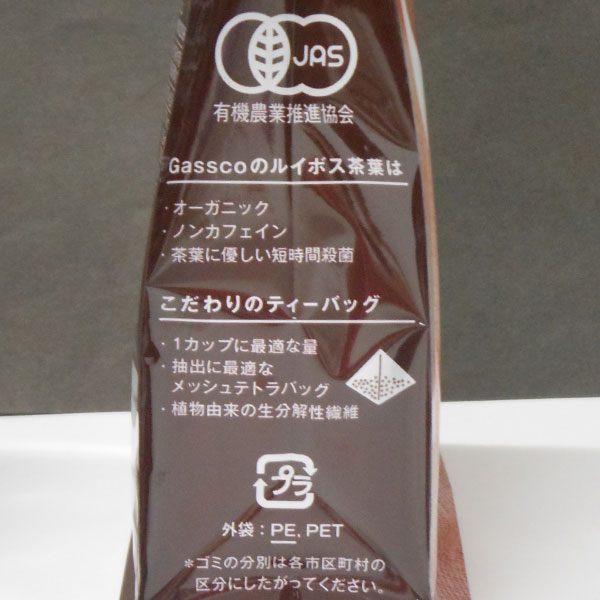 JAS
有機農業推進協会
Gasscoのルイボス茶葉は
・オーガニック
・ノンカフェイン
・茶葉に優しい短時間殺菌
こだわりのティーバッグ
・1カップに最適な量
・抽出に最適な
メッシュテトラバッグ
・植物由来の生分解性繊維
プラ
外袋：PE, PET
＊ゴミの分別は各市区町村の
区分にしたがってください。